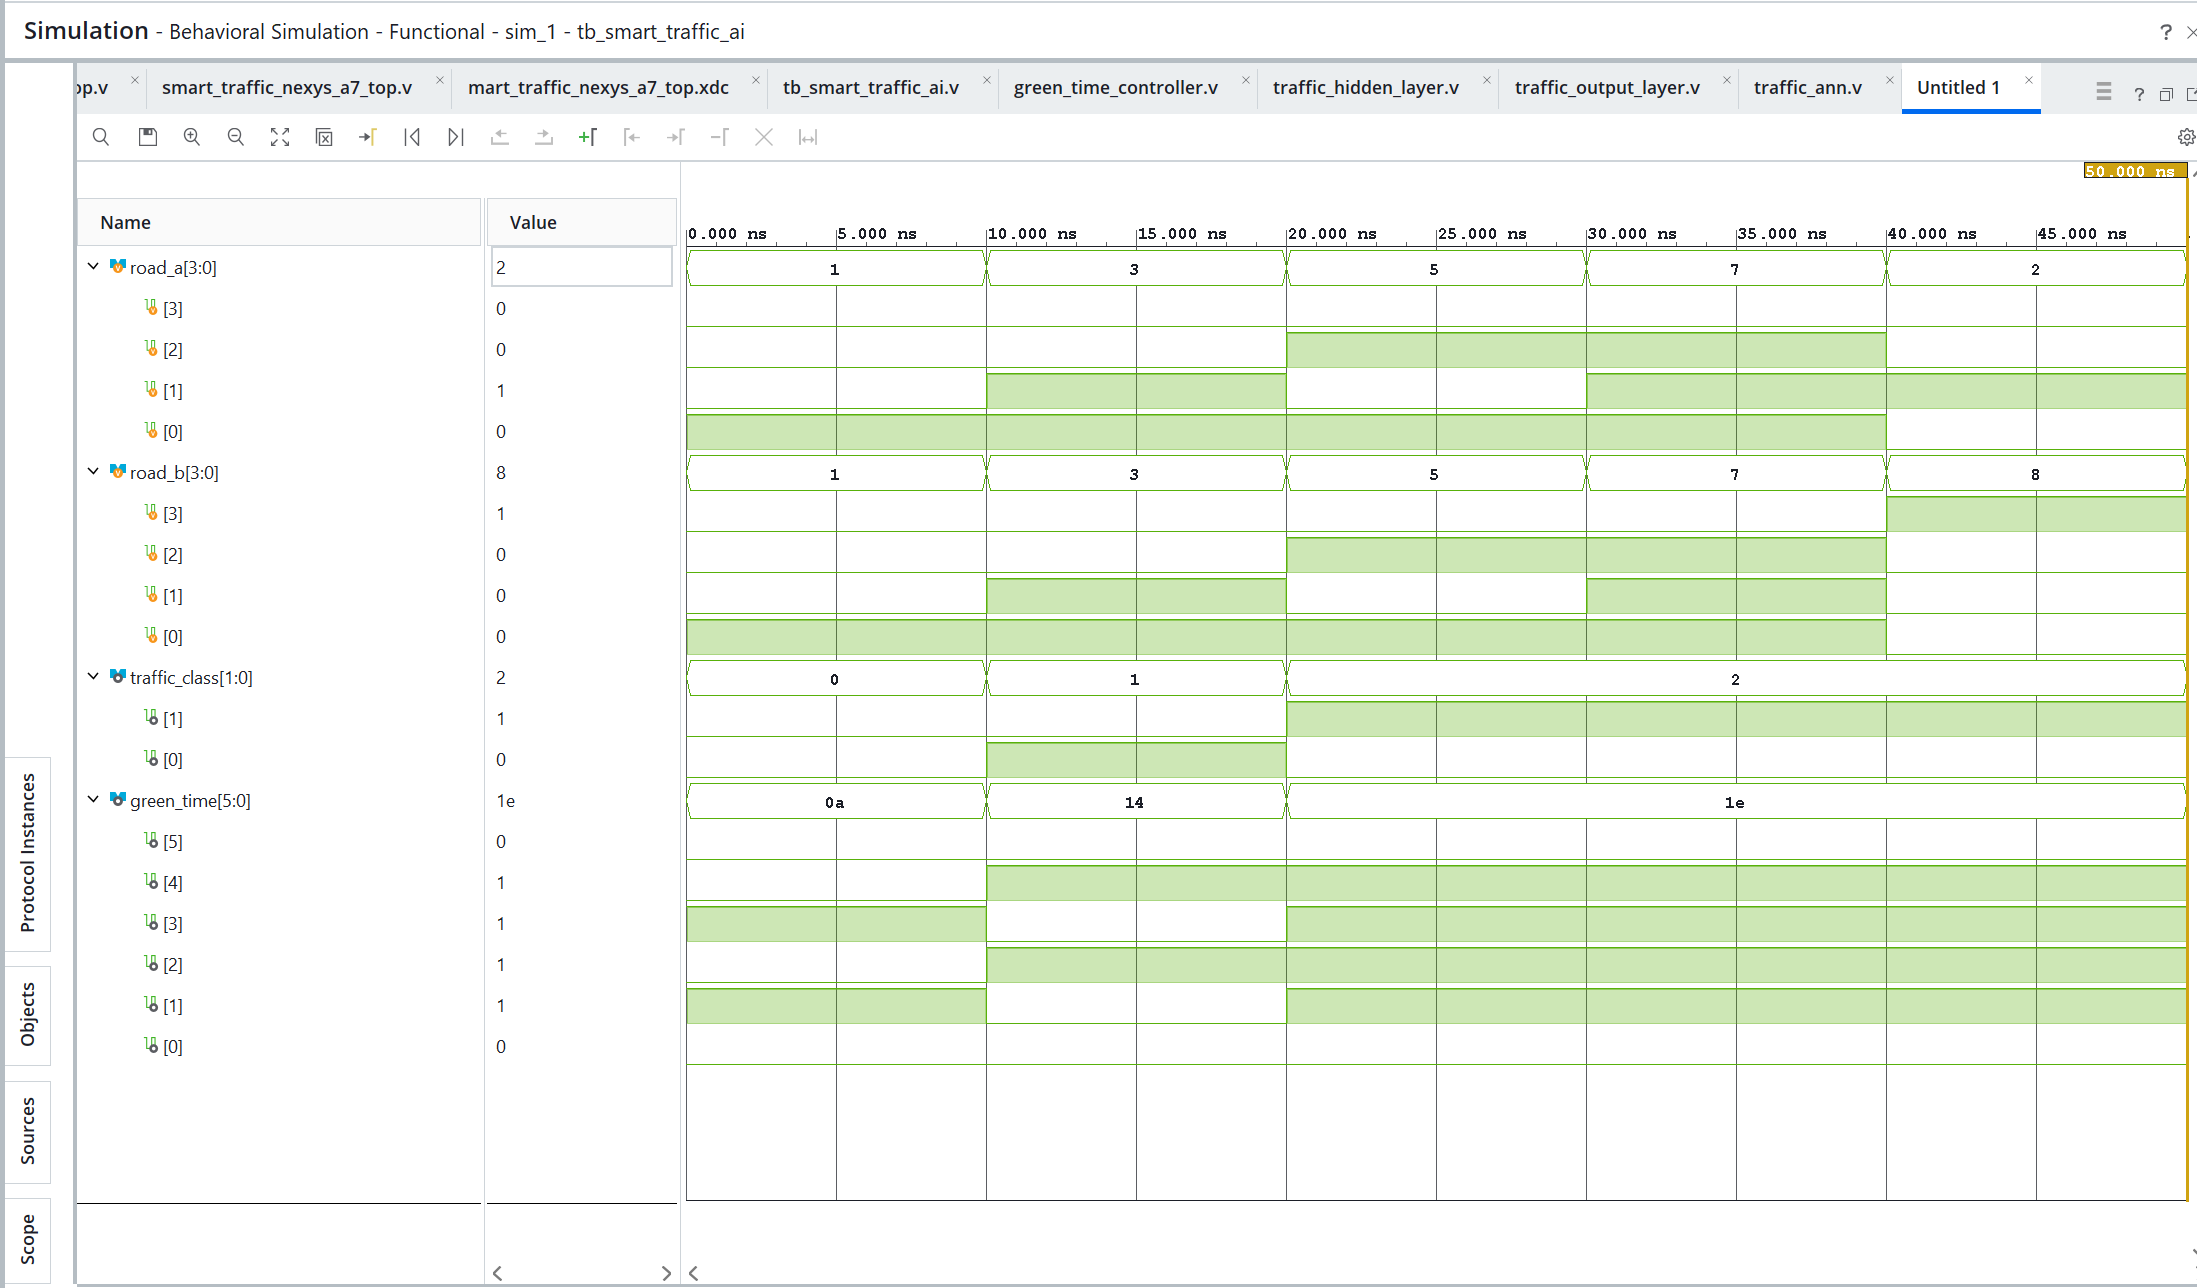 Simulation - Behavioral Simulation - Functional - sim_1 - tb_smart_traffic_ai
op.v smart_traffic_nexys_a7_top.v mart_traffic_nexys_a7_top.xdc tb_smart_traffic_ai.v green_time_controller.v traffic_hidden_layer.v traffic_output_layer.v traffic_ann.v Untitled 1
50.000 ns
Name Value
0.000 ns 5.000 ns 10.000 ns 15.000 ns 20.000 ns 25.000 ns 30.000 ns 35.000 ns 40.000 ns 45.000 ns
road_a[3:0] 2 1 3 5 7 2
[3] 0
[2] 0
[1] 1
[0] 0
road_b[3:0] 8 1 3 5 7 8
[3] 1
[2] 0
[1] 0
[0] 0
traffic_class[1:0] 2 0 1 2
[1] 1
[0] 0
green_time[5:0] 1e 0a 14 1e
[5] 0
[4] 1
[3] 1
[2] 1
[1] 1
[0] 0
Protocol Instances
Objects
Sources
Scope